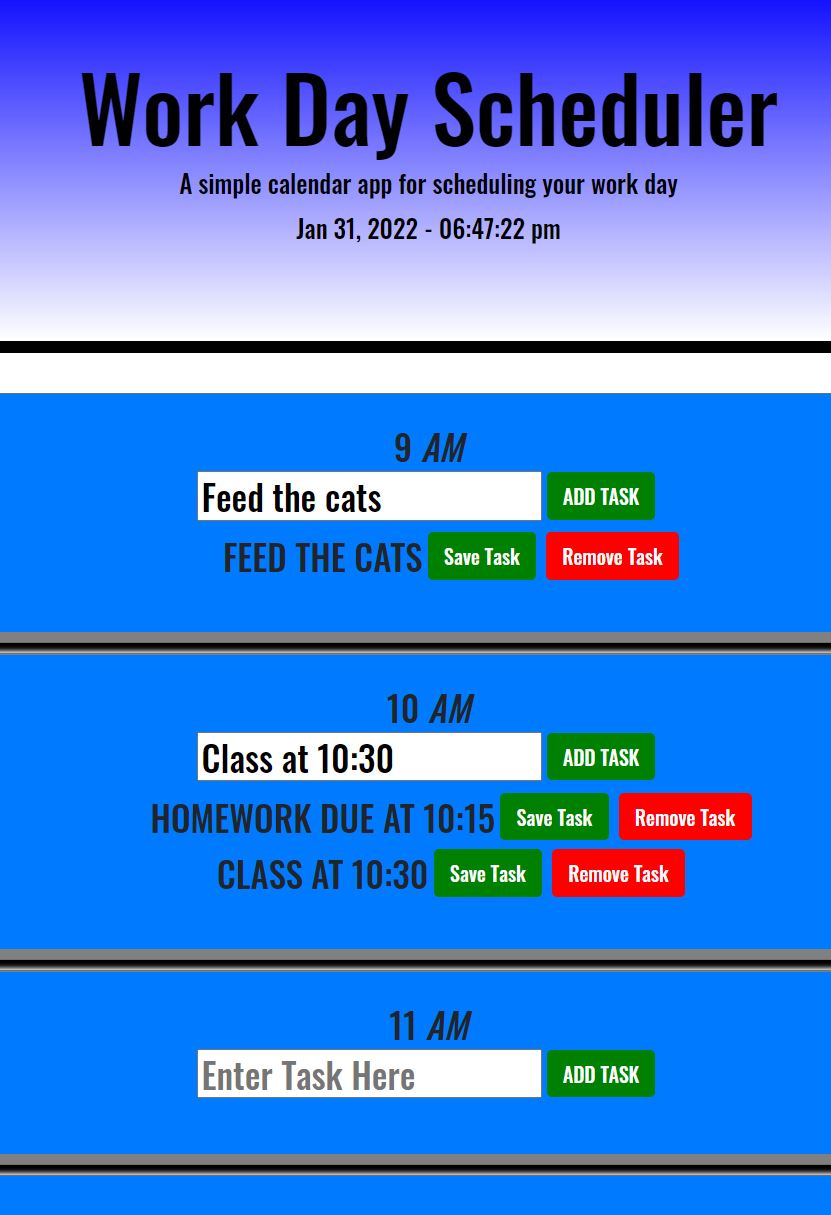 Work Day Scheduler
A simple calendar app for scheduling your work day
Jan 31, 2022 - 06:47:22 pm
9 AM
Feed the cats ADD TASK
FEED THE CATS Save Task Remove Task
10 AM
Class at 10:30 ADD TASK
HOMEWORK DUE AT 10:15 Save Task Remove Task
CLASS AT 10:30 Save Task Remove Task
11 AM
Enter Task Here ADD TASK